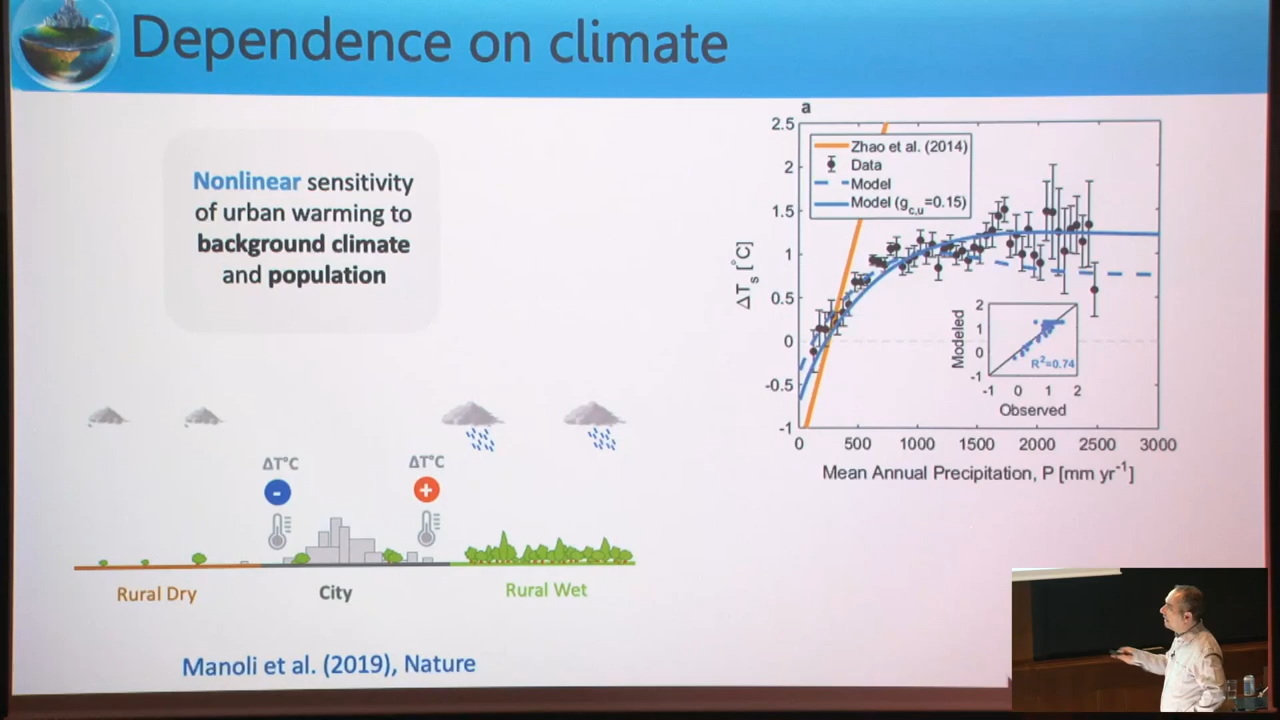 Dependence on climate
Nonlinear sensitivity
of urban warming to
background climate
and population
ΔT°C
ΔT°C
-
+
Rural Dry
City
Rural Wet
Manoli et al. (2019), Nature
a
2.5
2
1.5
1
0.5
0
-0.5
-1
ΔTs [°C]
Zhao et al. (2014)
Data
Model
Model (gc,u=0.15)
Modeled
2
1
0
-1
R²=0.74
-1 0 1 2
Observed
0 500 1000 1500 2000 2500 3000
Mean Annual Precipitation, P [mm yr⁻¹]